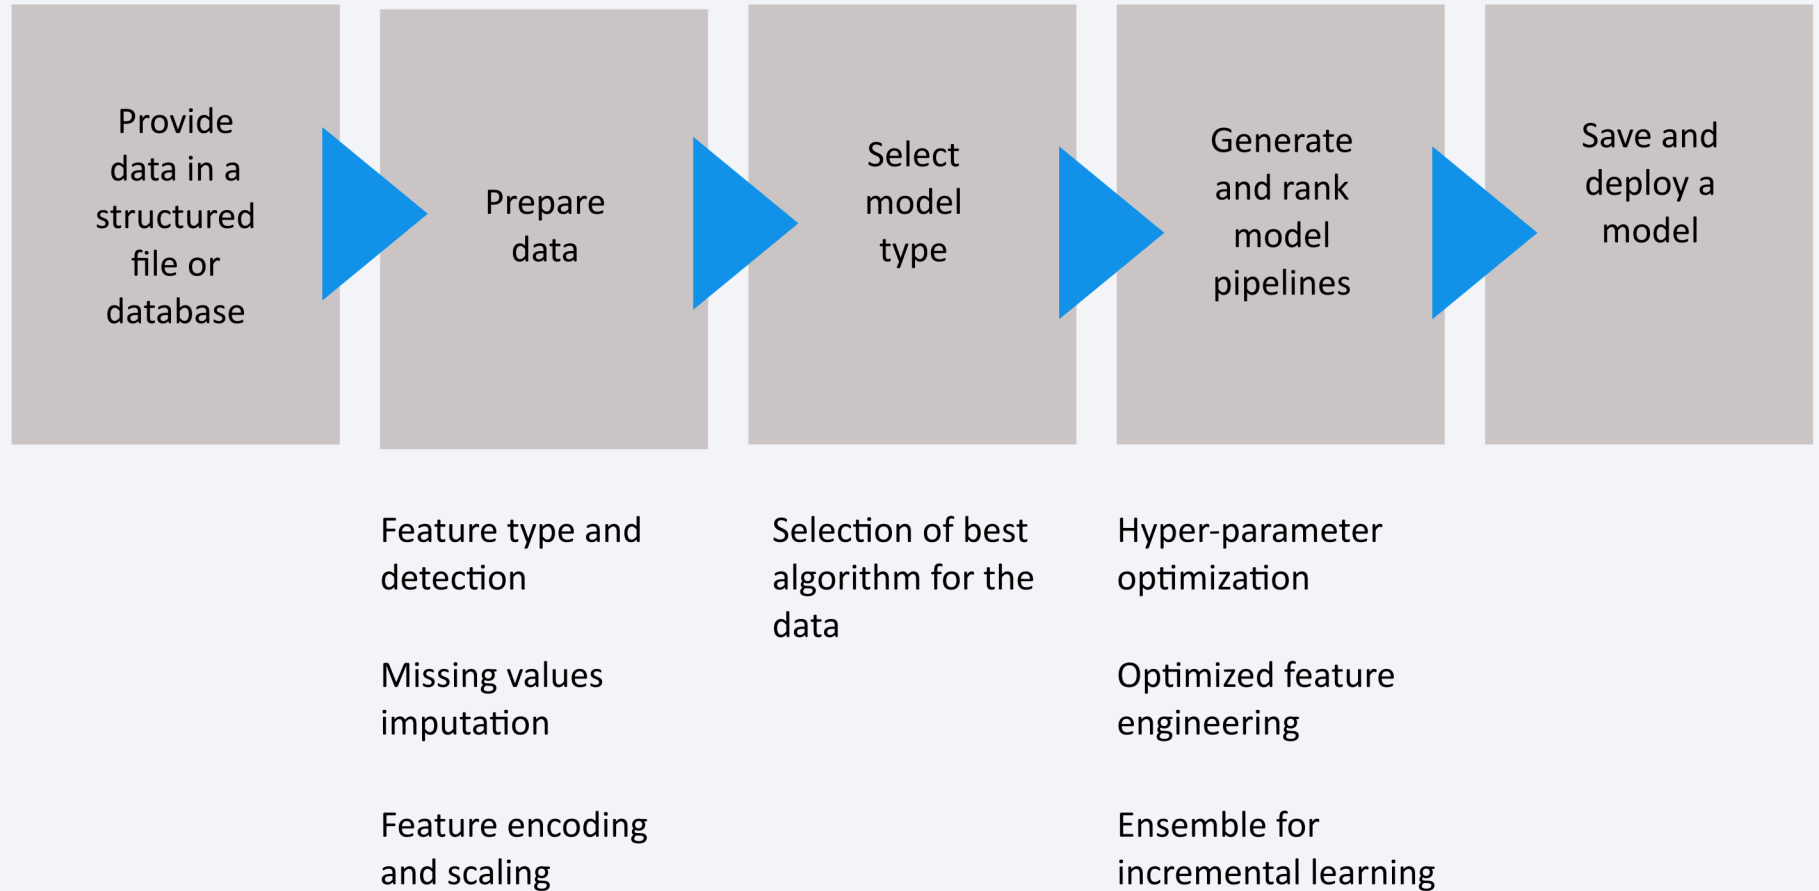 Provide
data in a
structured
file or
database
Prepare
data
Select
model
type
Generate
and rank
model
pipelines
Save and
deploy a
model
Feature type and
detection
Missing values
imputation
Feature encoding
and scaling
Selection of best
algorithm for the
data
Hyper-parameter
optimization
Optimized feature
engineering
Ensemble for
incremental learning